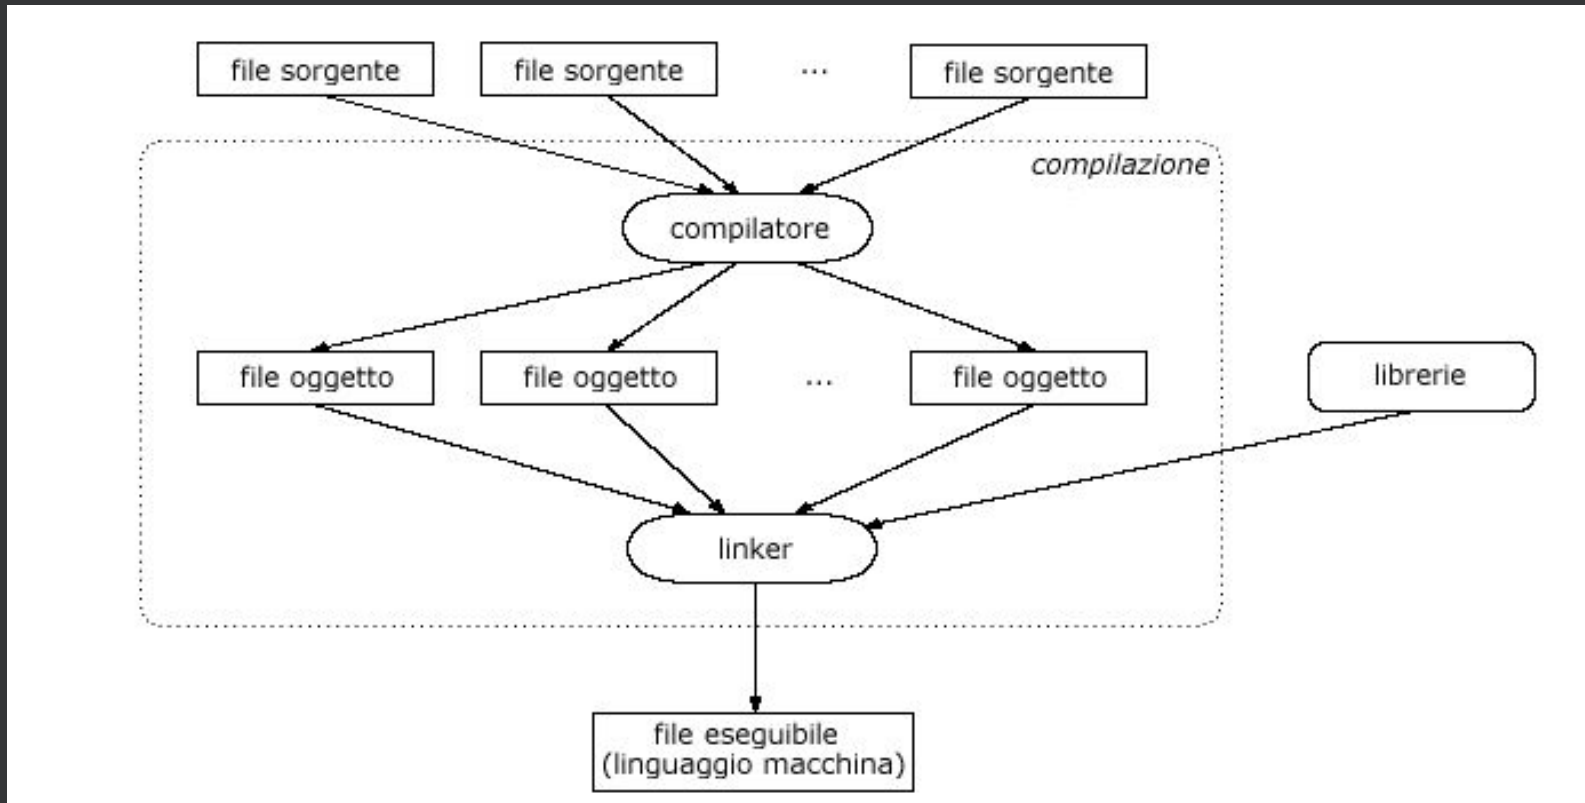 file sorgente
file sorgente
...
file sorgente
compilazione
compilatore
file oggetto
file oggetto
...
file oggetto
librerie
linker
file eseguibile
(linguaggio macchina)